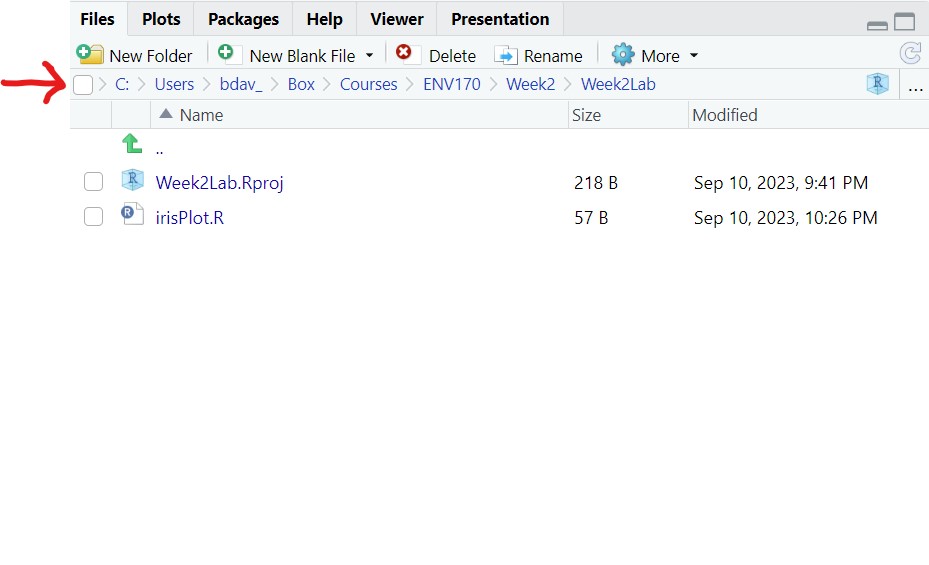 Files Plots Packages Help Viewer Presentation
New Folder New Blank File Delete Rename More
C: Users bdav_ Box Courses ENV170 Week2 Week2Lab R ...
Name Size Modified
..
R Week2Lab.Rproj 218 B Sep 10, 2023, 9:41 PM
R irisPlot.R 57 B Sep 10, 2023, 10:26 PM